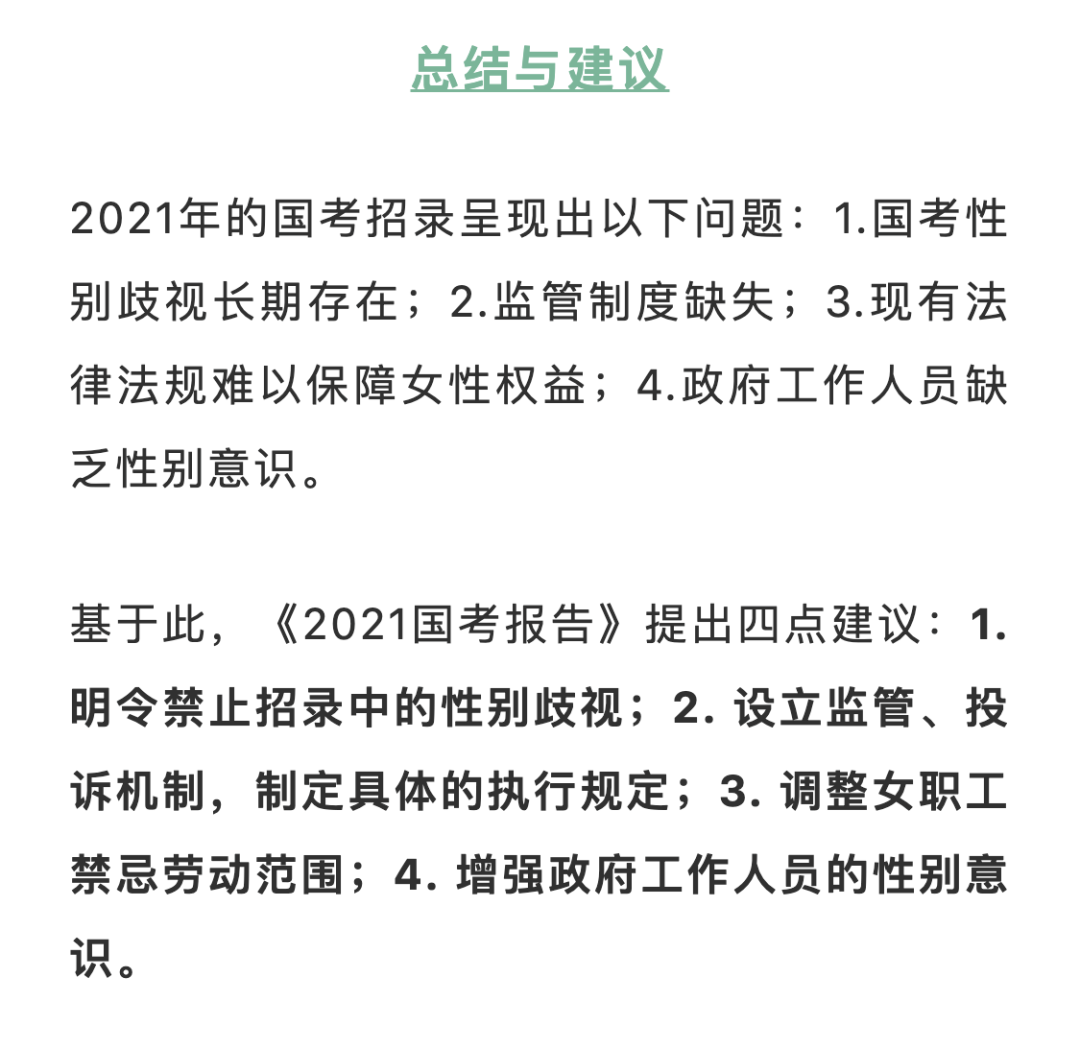 总结与建议
2021年的国考招录呈现出以下问题：1.国考性
别歧视长期存在；2.监管制度缺失；3.现有法
律法规难以保障女性权益；4.政府工作人员缺
乏性别意识。
基于此，《2021国考报告》提出四点建议：1.
明令禁止招录中的性别歧视；2. 设立监管、投
诉机制，制定具体的执行规定；3. 调整女职工
禁忌劳动范围；4. 增强政府工作人员的性别意
识。